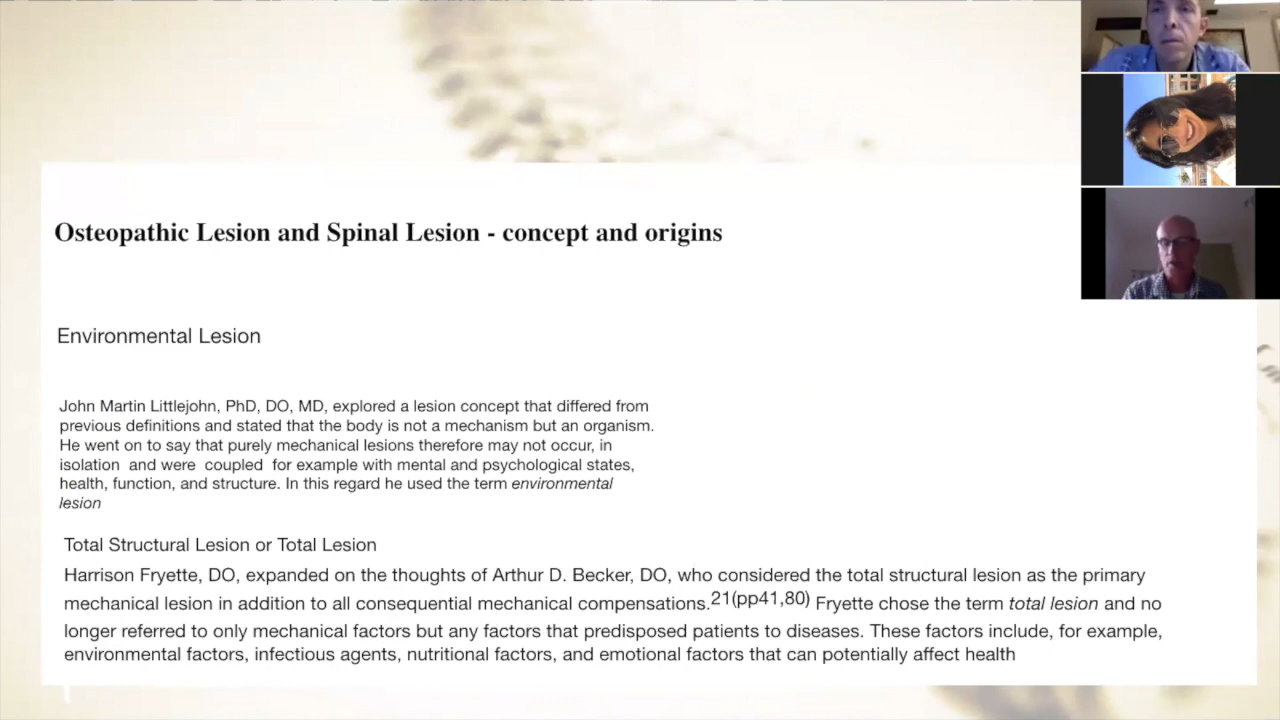 Osteopathic Lesion and Spinal Lesion - concept and origins
Environmental Lesion
John Martin Littlejohn, PhD, DO, MD, explored a lesion concept that differed from
previous definitions and stated that the body is not a mechanism but an organism.
He went on to say that purely mechanical lesions therefore may not occur, in
isolation and were coupled for example with mental and psychological states,
health, function, and structure. In this regard he used the term environmental
lesion
Total Structural Lesion or Total Lesion
Harrison Fryette, DO, expanded on the thoughts of Arthur D. Becker, DO, who considered the total structural lesion as the primary
mechanical lesion in addition to all consequential mechanical compensations.21(pp41,80) Fryette chose the term total lesion and no
longer referred to only mechanical factors but any factors that predisposed patients to diseases. These factors include, for example,
environmental factors, infectious agents, nutritional factors, and emotional factors that can potentially affect health